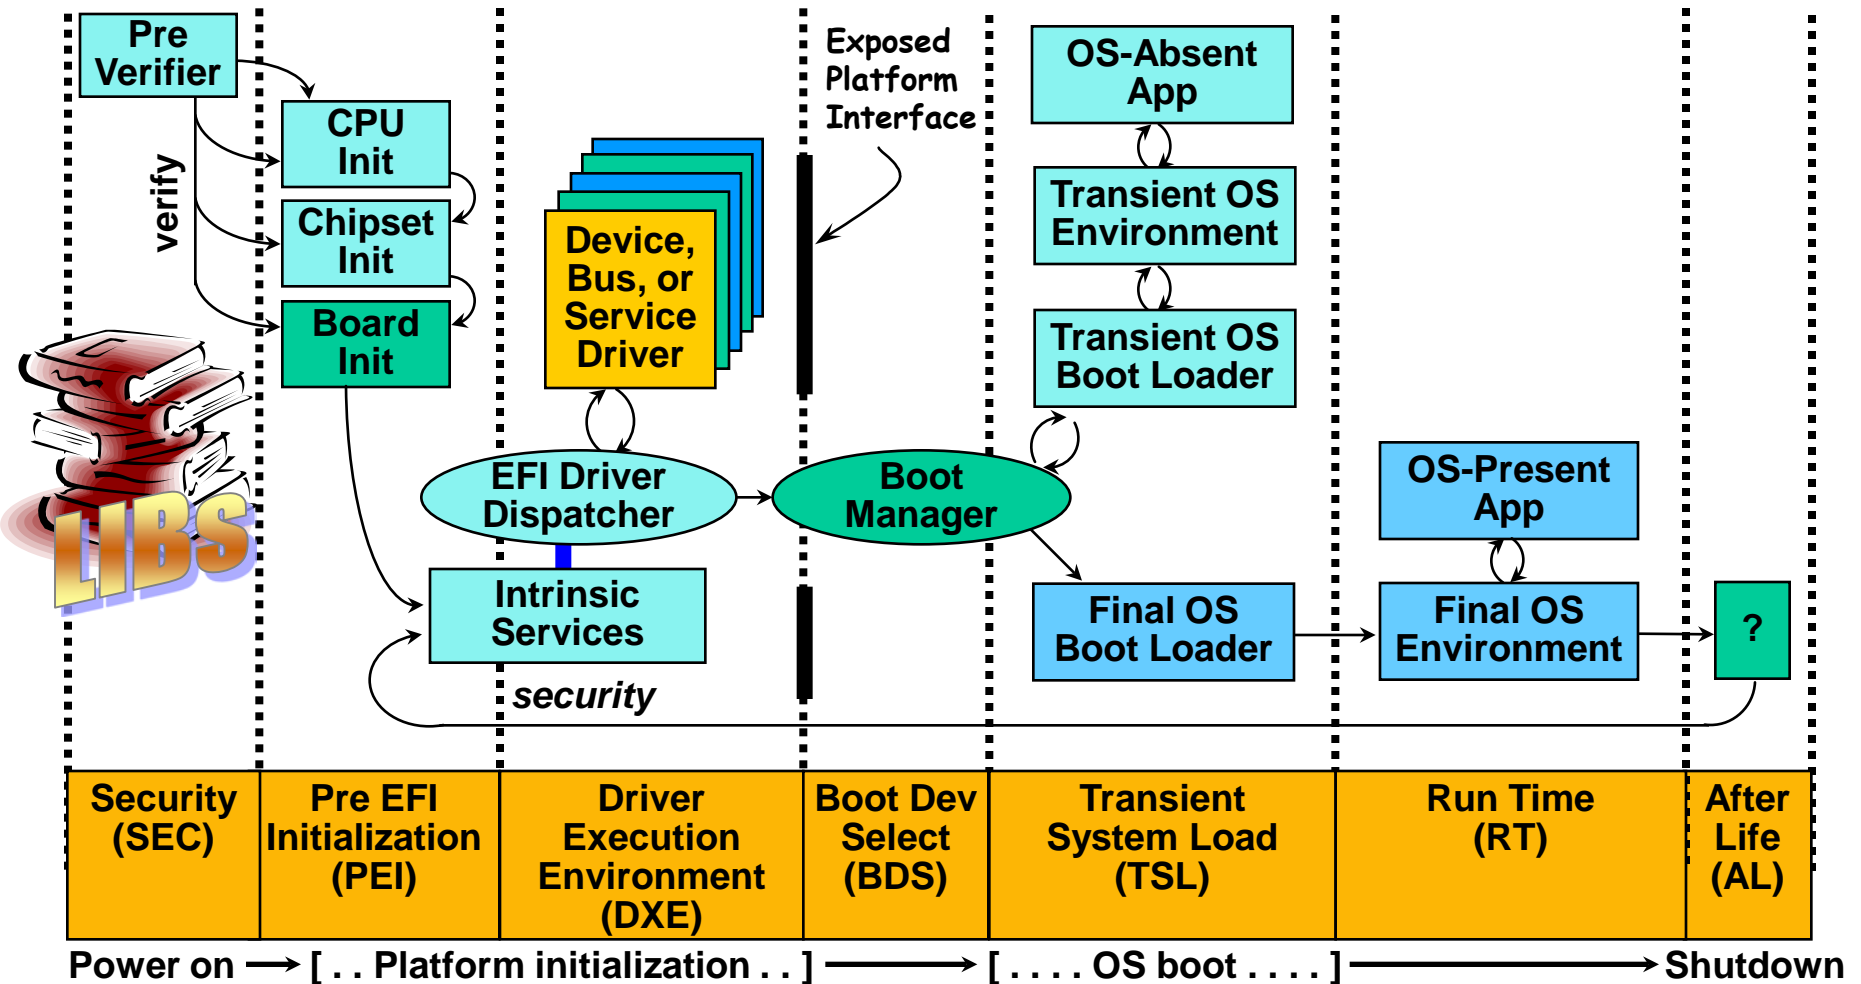 Pre
Verifier
verify
CPU
Init
Chipset
Init
Board
Init
LIBS
Device,
Bus, or
Service
Driver
EFI Driver
Dispatcher
Intrinsic
Services
security
Exposed
Platform
Interface
Boot
Manager
OS-Absent
App
Transient OS
Environment
Transient OS
Boot Loader
Final OS
Boot Loader
OS-Present
App
Final OS
Environment
?
Security
(SEC)
Pre EFI
Initialization
(PEI)
Driver
Execution
Environment
(DXE)
Boot Dev
Select
(BDS)
Transient
System Load
(TSL)
Run Time
(RT)
After
Life
(AL)
Power on [ . . Platform initialization . . ] [ . . . . OS boot . . . . ] Shutdown